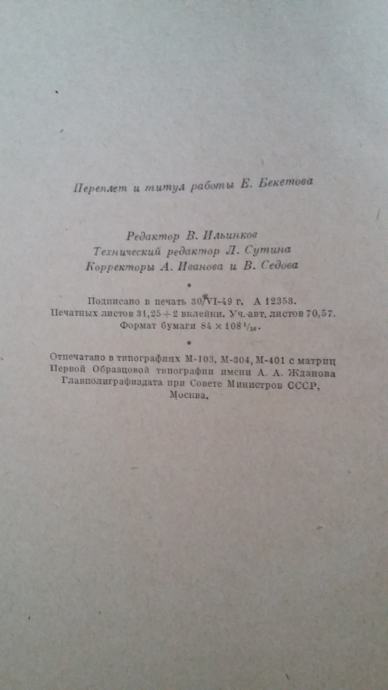 Переплет и титул работы Е. Бекетова
Редактор В. Ильинков
Технический редактор Л. Сутина
Корректоры А. Иванова и В. Седова
Подписано в печать 30/VI-49 г. А 12353.
Печатных листов 31,25 + 2 вклейки. Уч.-авт. листов 70,57.
Формат бумаги 84 × 108 1/16.
Отпечатано в типографиях М-103, М-304, М-401 с матриц
Первой Образцовой типографии имени А. А. Жданова
Главполиграфиздата при Совете Министров СССР,
Москва.